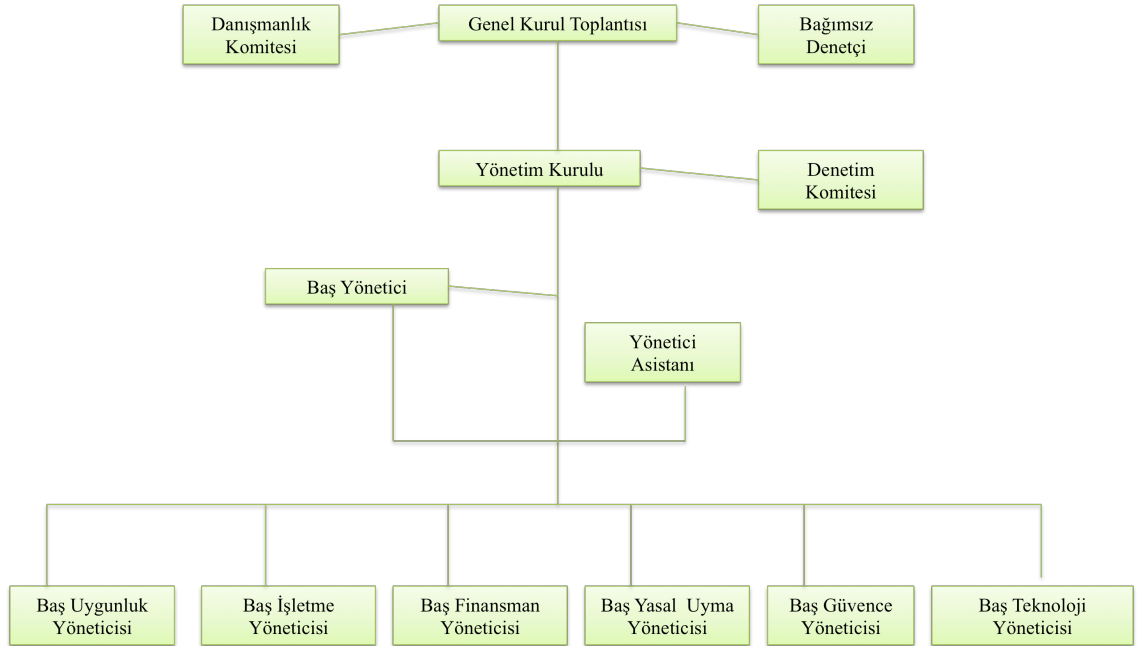 Danışmanlık
Komitesi
Genel Kurul Toplantısı
Bağımsız
Denetçi
Yönetim Kurulu
Denetim
Komitesi
Baş Yönetici
Yönetici
Asistanı
Baş Uygunluk
Yöneticisi
Baş İşletme
Yöneticisi
Baş Finansman
Yöneticisi
Baş Yasal Uyma
Yöneticisi
Baş Güvence
Yöneticisi
Baş Teknoloji
Yöneticisi